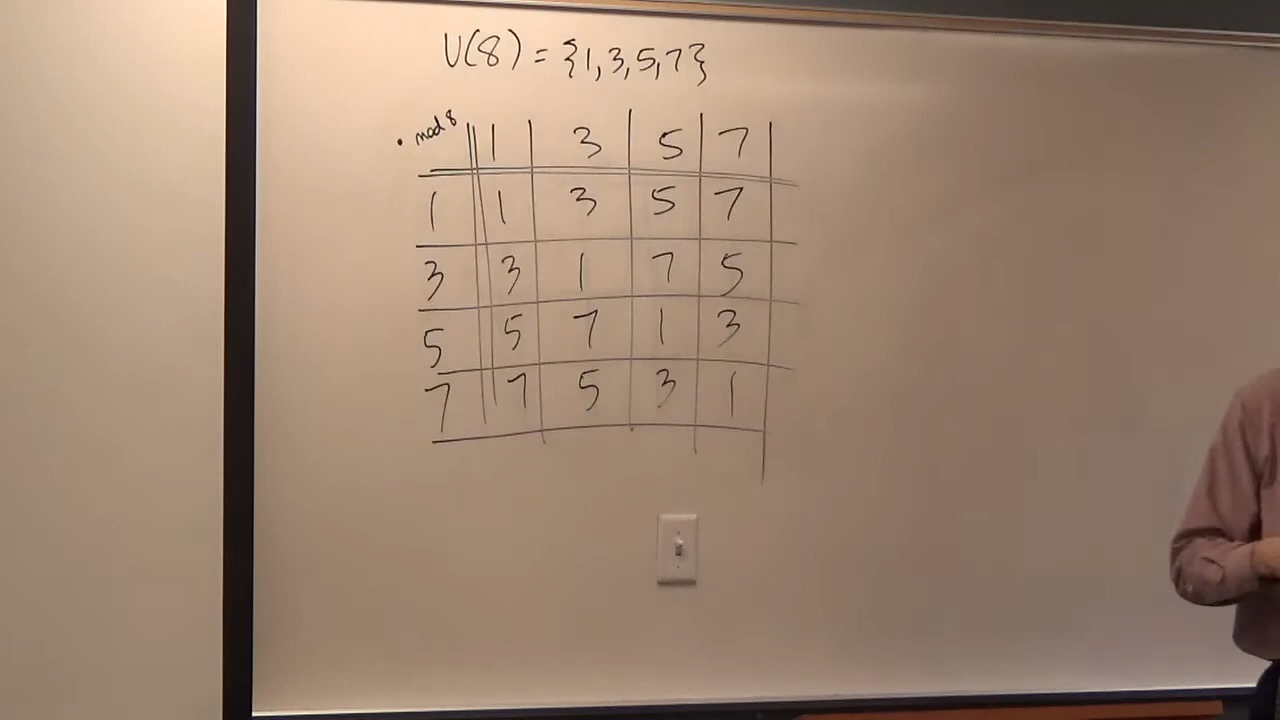 U(8) = {1,3,5,7}
• mod 8 1 3 5 7
1 1 3 5 7
3 3 1 7 5
5 5 7 1 3
7 7 5 3 1